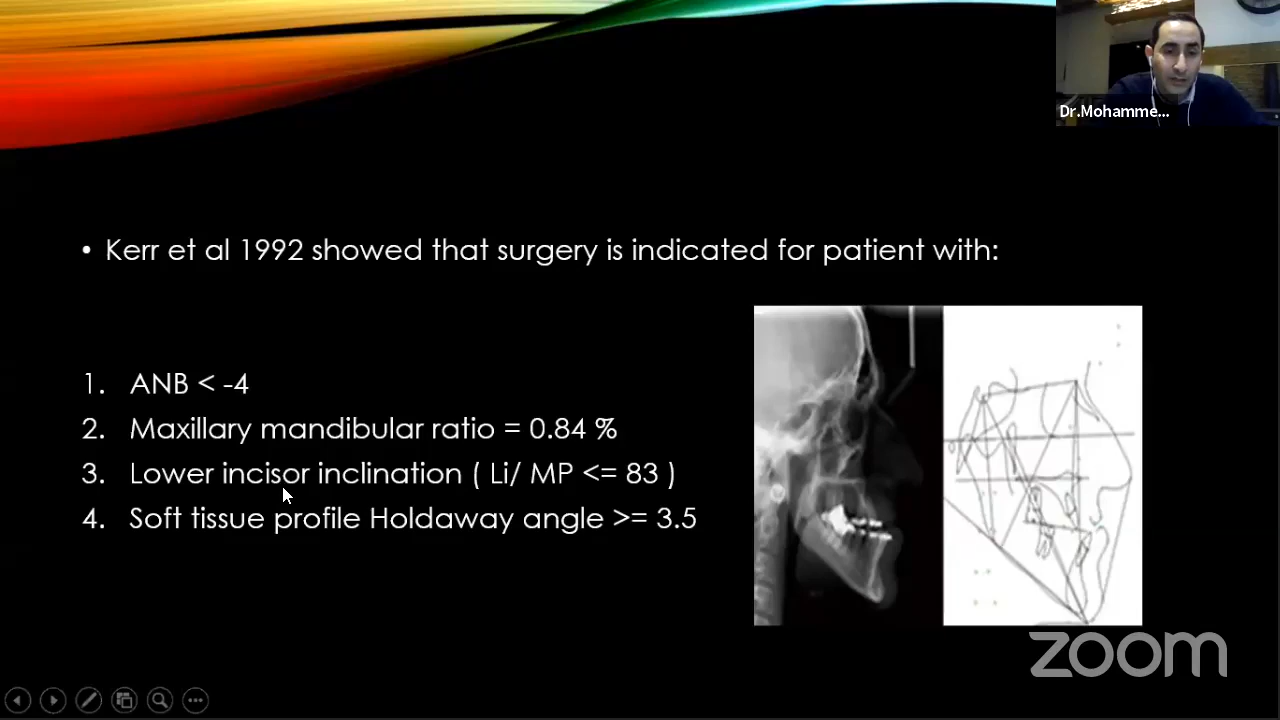 Dr.Mohamme...
• Kerr et al 1992 showed that surgery is indicated for patient with:
1. ANB < -4
2. Maxillary mandibular ratio = 0.84 %
3. Lower incisor inclination ( Li/ MP <= 83 )
4. Soft tissue profile Holdaway angle >= 3.5
zoom